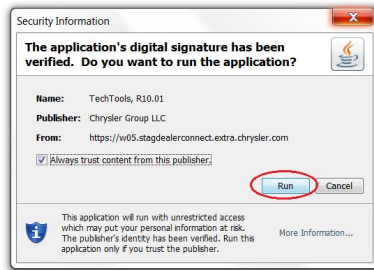 Security Information
The application's digital signature has been
verified. Do you want to run the application?
Name: TechTools, R10.01
Publisher: Chrysler Group LLC
From: https://w05.stagdealerconnect.extra.chrysler.com
Always trust content from this publisher.
Run Cancel
This application will run with unrestricted access
which may put your personal information at risk.
The publisher's identity has been verified. Run this
application only if you trust the publisher.
More Information...